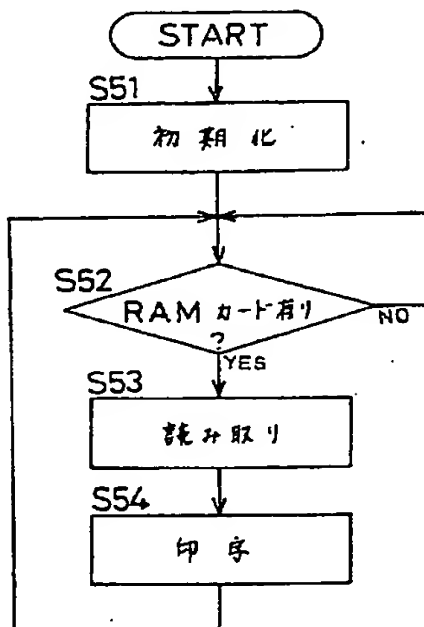 START
S51
初期化
S52
RAMカード有り
?
NO
YES
S53
読み取り
S54
印字